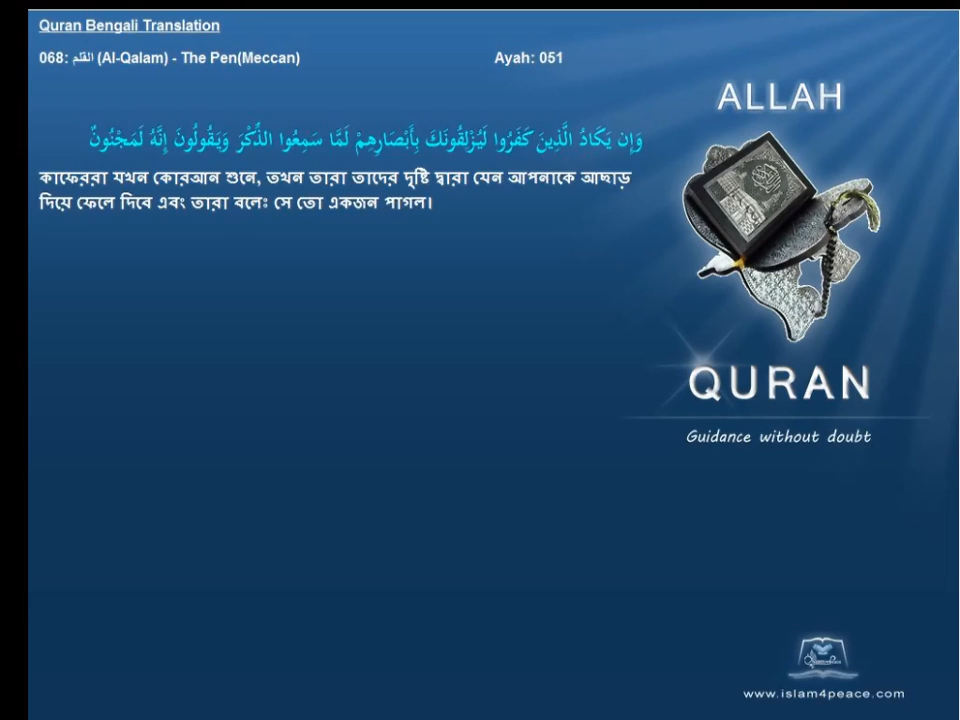 Quran Bengali Translation
068: القلم (Al-Qalam) - The Pen(Meccan) Ayah: 051
ALLAH
وَإِن يَكَادُ الَّذِينَ كَفَرُوا لَيُزْلِقُونَكَ بِأَبْصَارِهِمْ لَمَّا سَمِعُوا الذِّكْرَ وَيَقُولُونَ إِنَّهُ لَمَجْنُونٌ
কাফেররা যখন কোরআন শুনে, তখন তারা তাদের দৃষ্টি দ্বারা যেন আপনাকে আছাড়
দিয়ে ফেলে দিবে এবং তারা বলেঃ সে তো একজন পাগল।
QURAN
Guidance without doubt
www.islam4peace.com